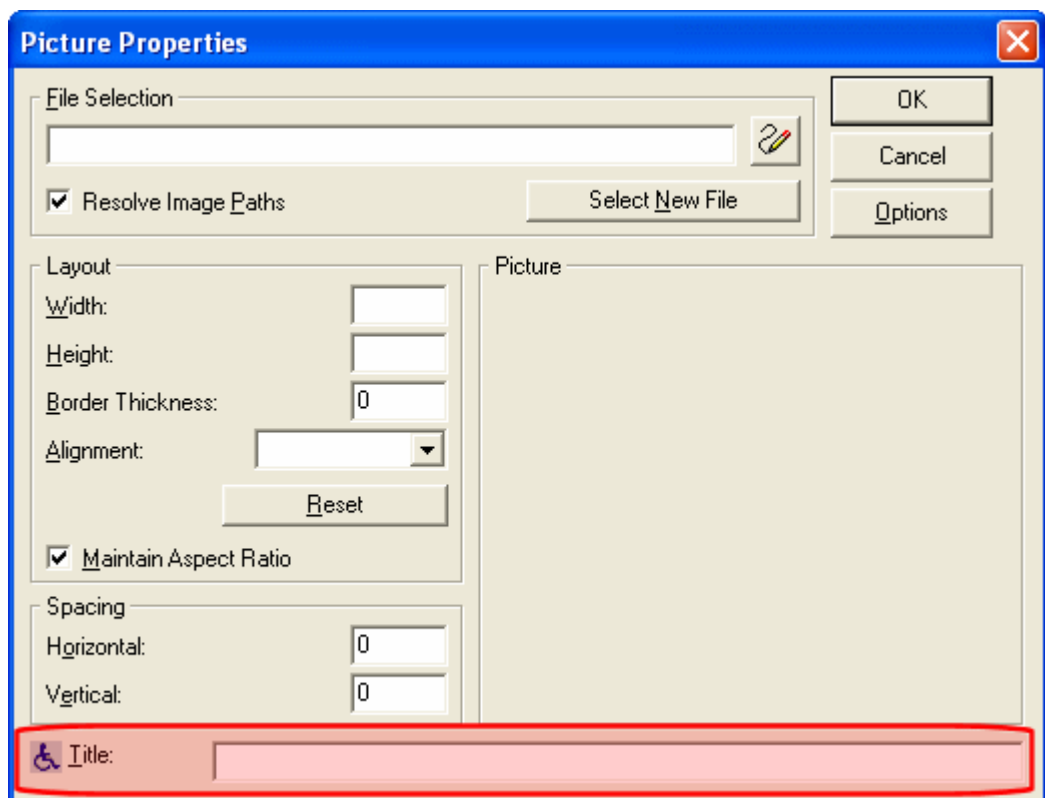 Picture Properties
File Selection
OK
Cancel
Resolve Image Paths
Select New File
Options
Layout
Picture
Width:
Height:
Border Thickness: 0
Alignment:
Reset
Maintain Aspect Ratio
Spacing
Horizontal: 0
Vertical: 0
Title: